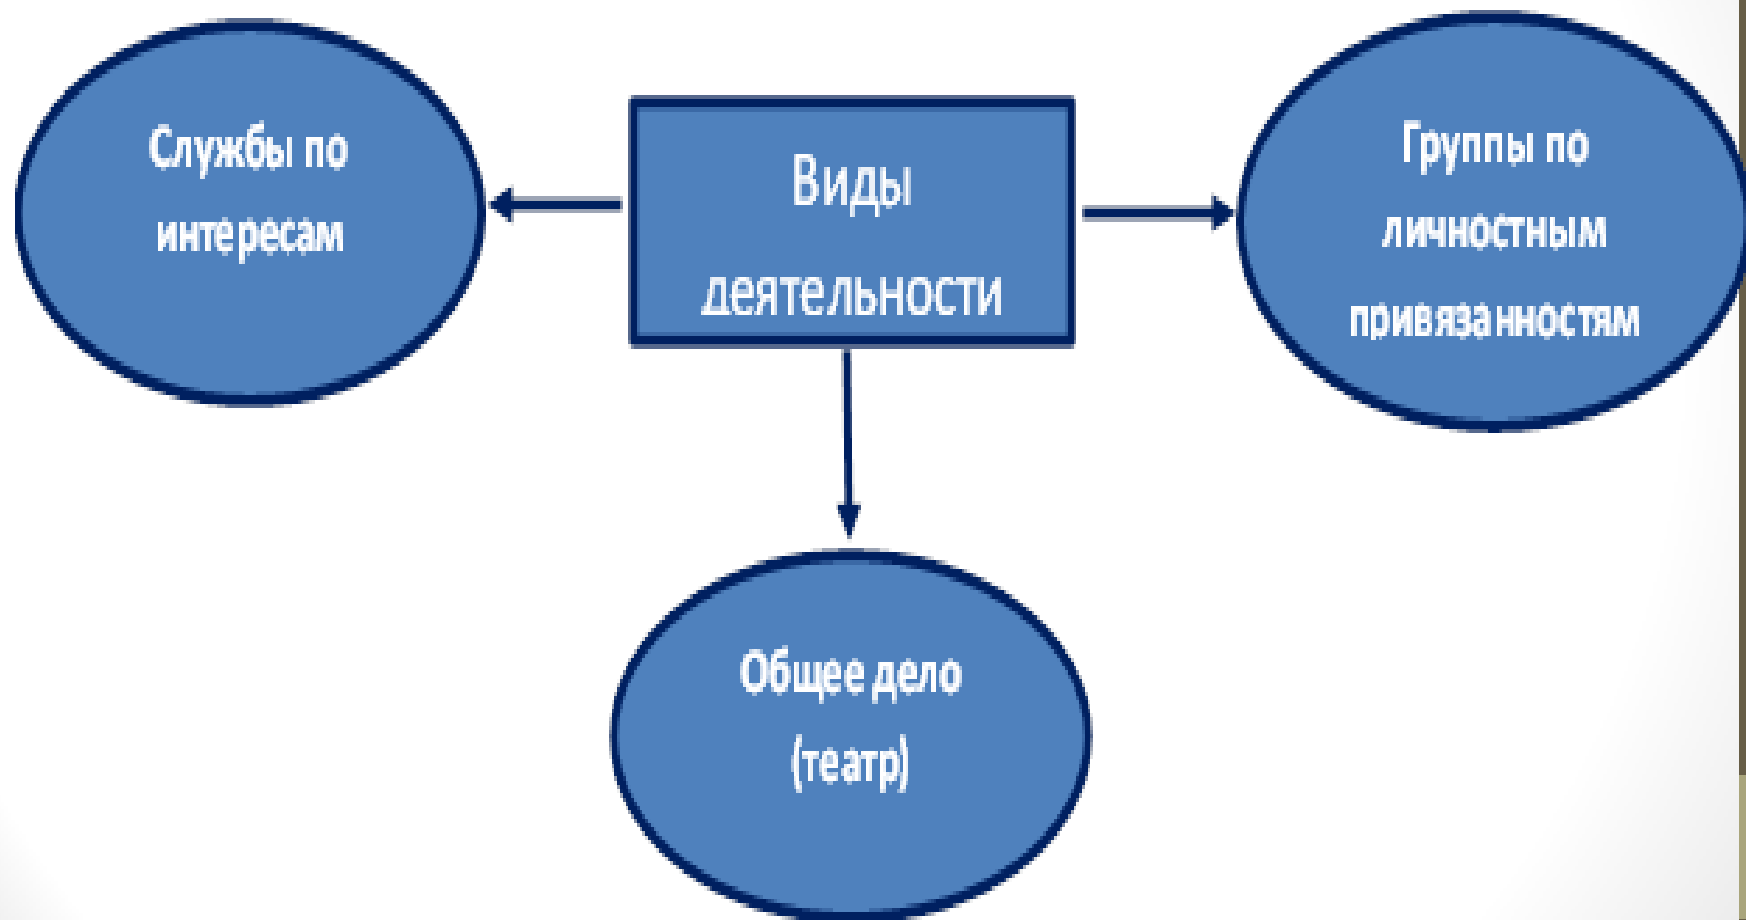 Службы по
интересам
Виды
деятельности
Группы по
личностным
привязанностям
Общее дело
(театр)